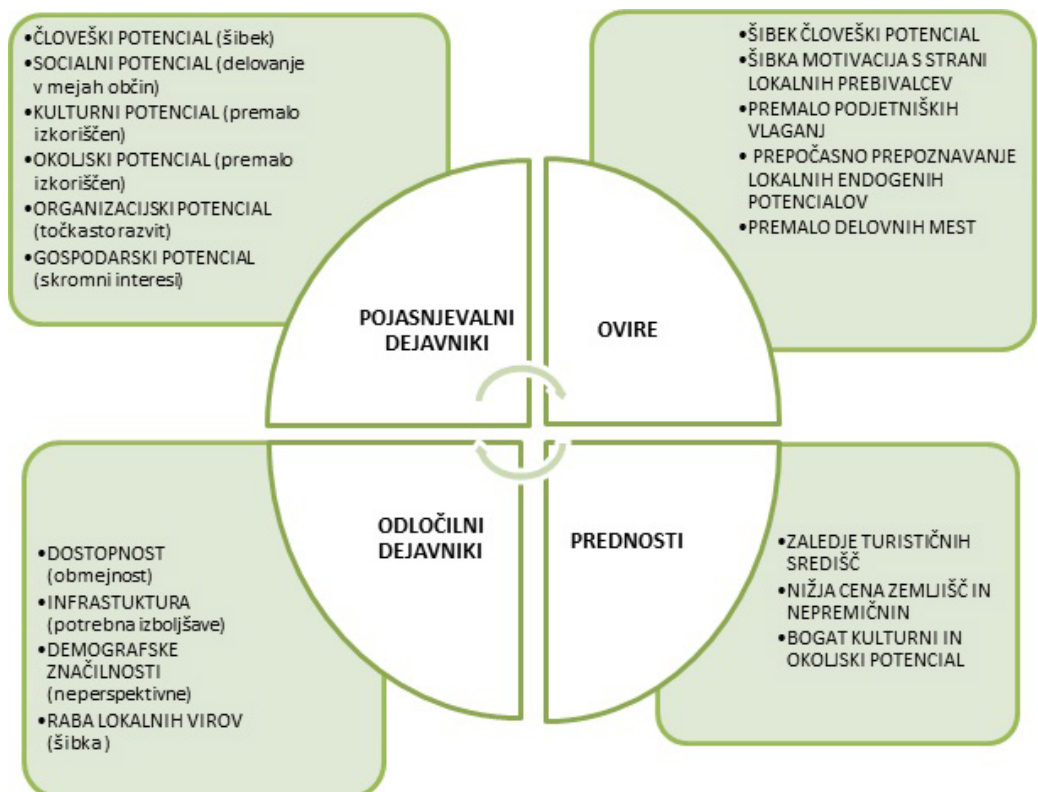 •ČLOVEŠKI POTENCIAL (šibek)
•SOCIALNI POTENCIAL (delovanje
v mejah občin)
•KULTURNI POTENCIAL (premalo
izkoriščen)
•OKOLJSKI POTENCIAL (premalo
izkoriščen)
•ORGANIZACIJSKI POTENCIAL
(točkasto razvit)
•GOSPODARSKI POTENCIAL
(skromni interesi)
•ŠIBEK ČLOVEŠKI POTENCIAL
•ŠIBKA MOTIVACIJA S STRANI
LOKALNIH PREBIVALCEV
•PREMALO PODJETNIŠKIH
VLAGANJ
• PREPOČASNO PREPOZNAVANJE
LOKALNIH ENDOGENIH
POTENCIALOV
•PREMALO DELOVNIH MEST
POJASNJEVALNI
DEJAVNIKI
OVIRE
ODLOČILNI
DEJAVNIKI
PREDNOSTI
•DOSTOPNOST
(obmejnost)
•INFRASTUKTURA
(potrebna izboljšave)
•DEMOGRAFSKE
ZNAČILNOSTI
(neperspektivne)
•RABA LOKALNIH VIROV
(šibka )
•ZALEDJE TURISTIČNIH
SREDIŠČ
•NIŽJA CENA ZEMLJIŠČ IN
NEPREMIČNIN
•BOGAT KULTURNI IN
OKOLJSKI POTENCIAL